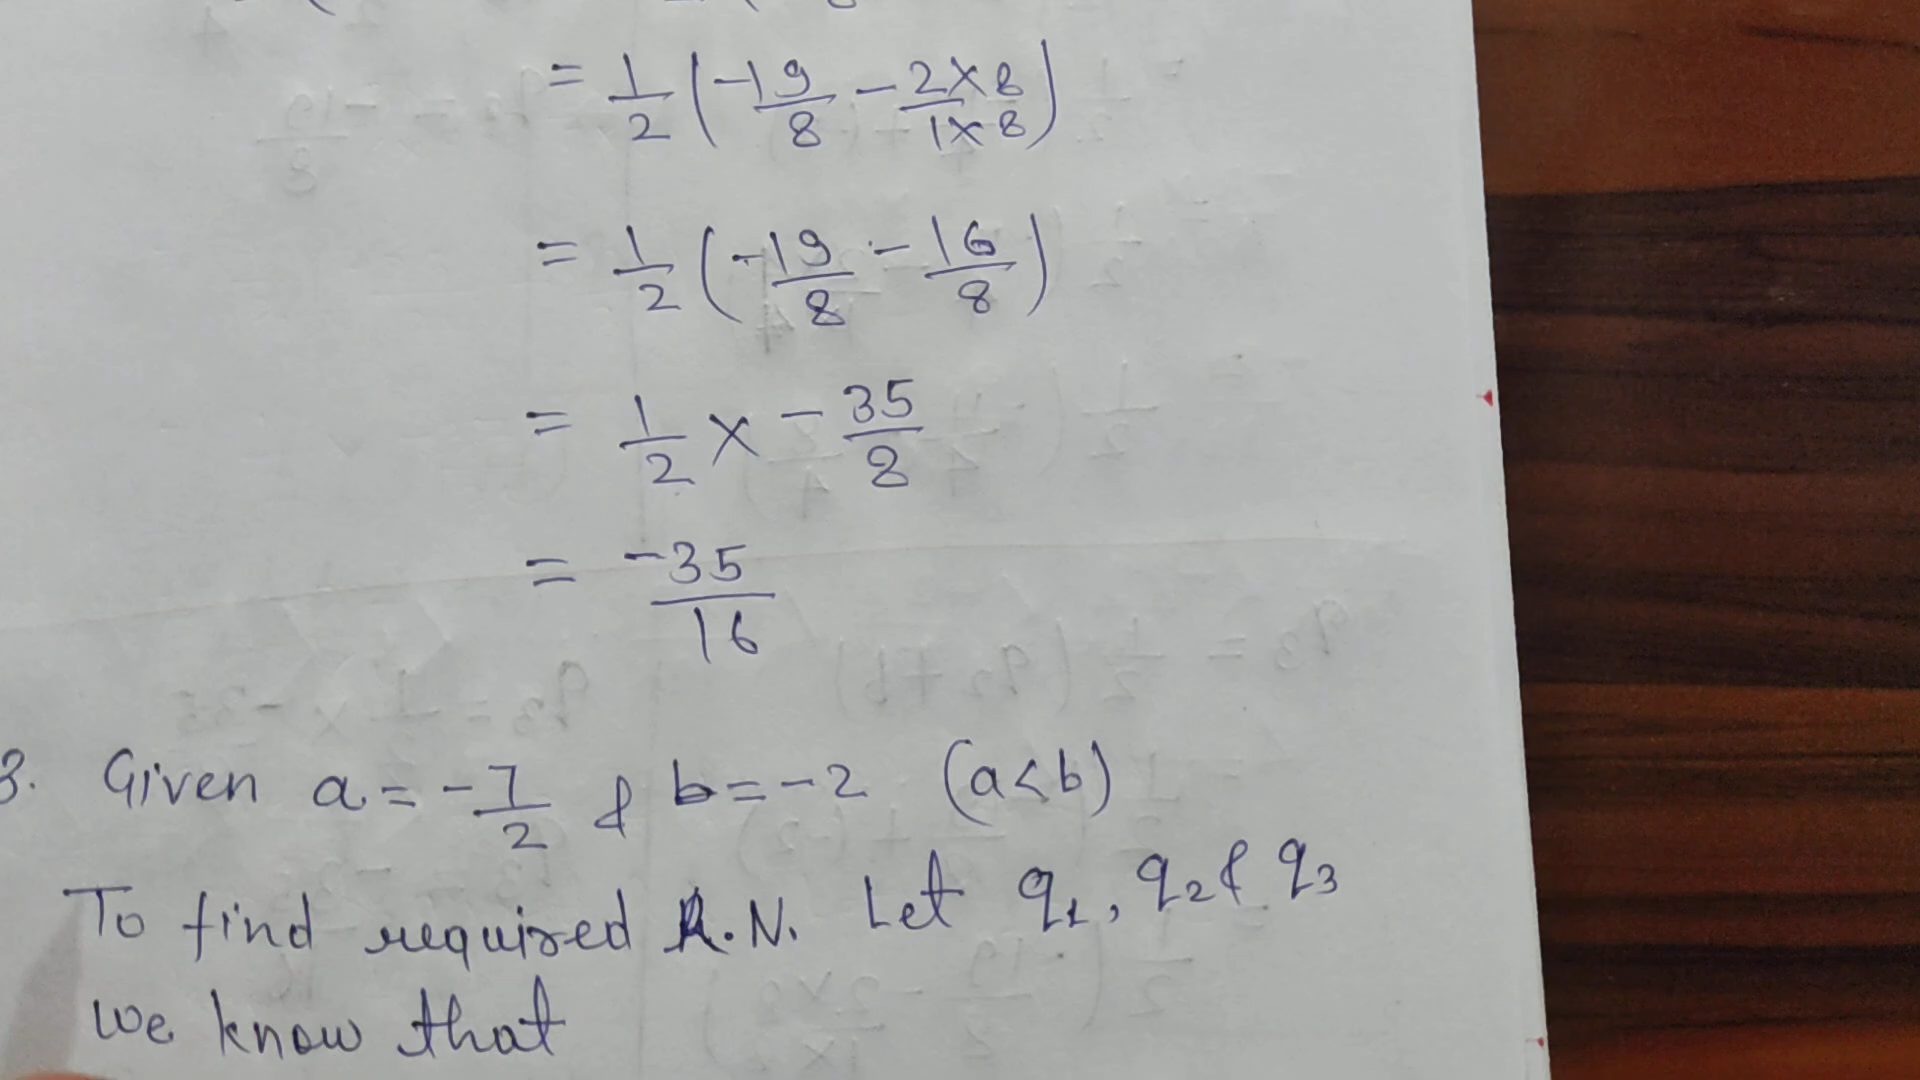 = 1/2 (-19/8 - 2×8/1×8)
= 1/2 (-19/8 - 16/8)
= 1/2 × -35/8
= -35/16
3. Given a = -7/2 & b = -2 (a<b)
To find required R.N. Let q1, q2 & q3
we know that